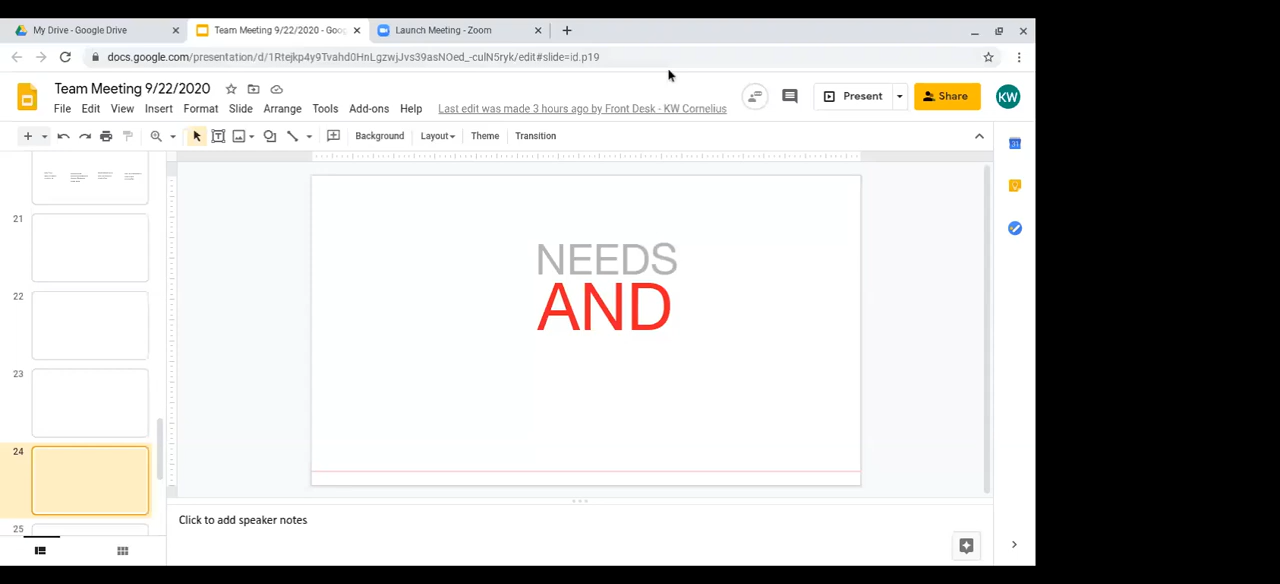 My Drive - Google Drive
Team Meeting 9/22/2020 - Goog
Launch Meeting - Zoom
docs.google.com/presentation/d/1Rtejkp4y9Tvahd0HnLgzwjJvs39asNOed_-culN5ryk/edit#slide=id.p19
Team Meeting 9/22/2020
File Edit View Insert Format Slide Arrange Tools Add-ons Help Last edit was made 3 hours ago by Front Desk - KW Cornelius
Present
Share
KW
Background Layout Theme Transition
31
21
22
23
24
25
NEEDS
AND
Click to add speaker notes